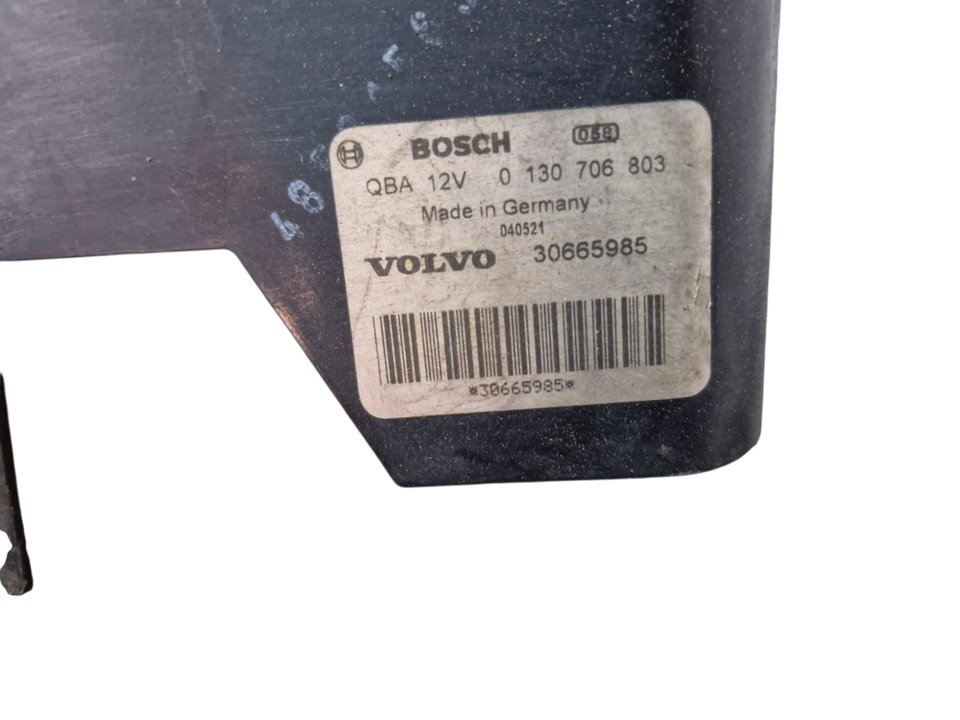 BOSCH 058
QBA 12V 0 130 706 803
Made in Germany
040521
VOLVO 30665985
*30665985*